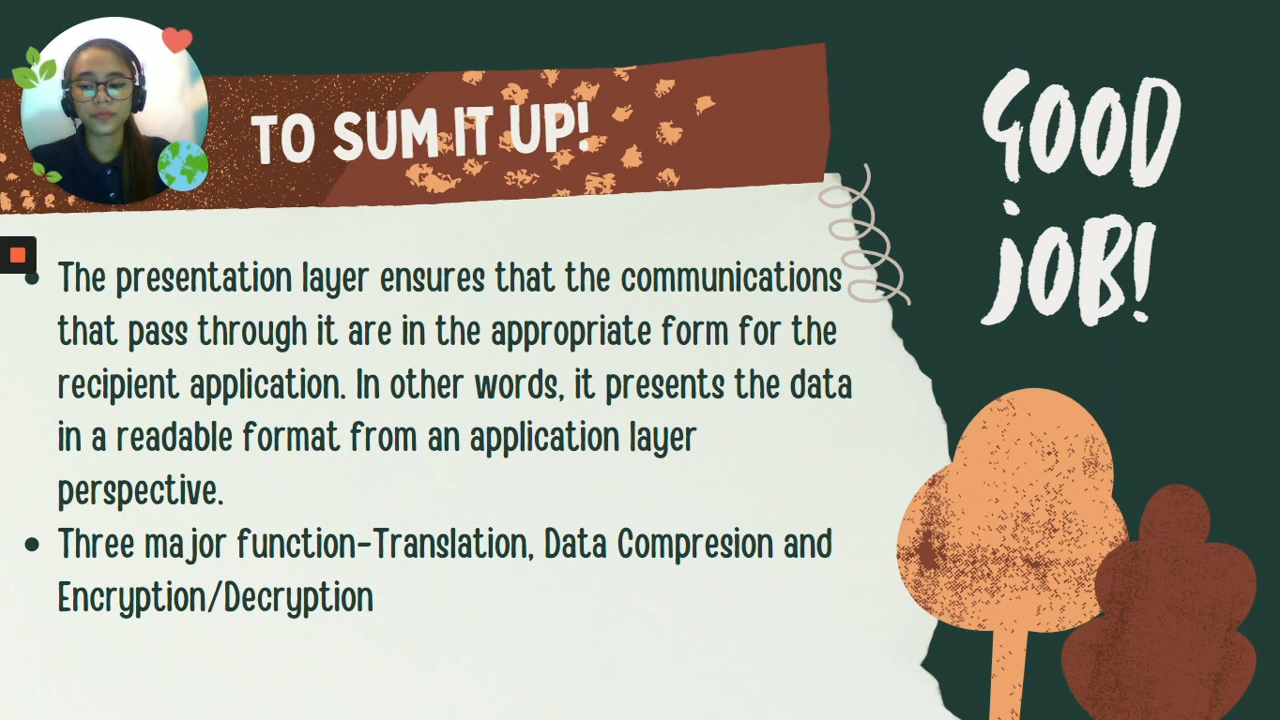 TO SUM IT UP!
GOOD
JOB!
• The presentation layer ensures that the communications
that pass through it are in the appropriate form for the
recipient application. In other words, it presents the data
in a readable format from an application layer
perspective.
• Three major function-Translation, Data Compresion and
Encryption/Decryption